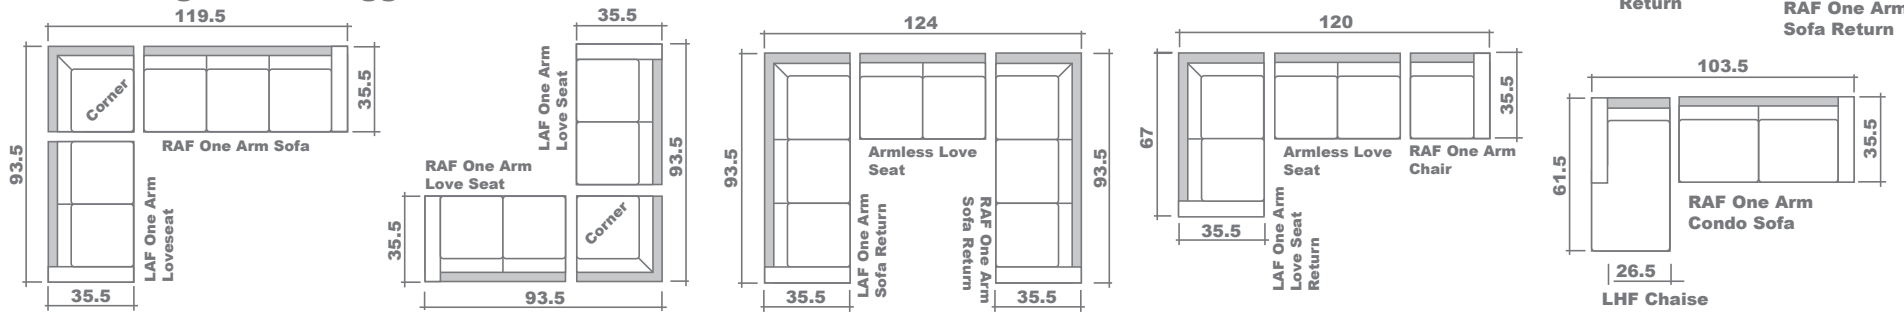 119.5
93.5
35.5
Corner
RAF One Arm Sofa
LAF One Arm
Loveseat
35.5
35.5
LAF One Arm
Love Seat
93.5
RAF One Arm
Love Seat
35.5
Corner
93.5
124
93.5
93.5
Armless Love
Seat
LAF One Arm
Sofa Return
RAF One Arm
Sofa Return
35.5
35.5
120
67
35.5
Armless Love
Seat
RAF One Arm
Chair
35.5
LAF One Arm
Love Seat
Return
Return
RAF One Arm
Sofa Return
103.5
61.5
35.5
RAF One Arm
Condo Sofa
26.5
LHF Chaise